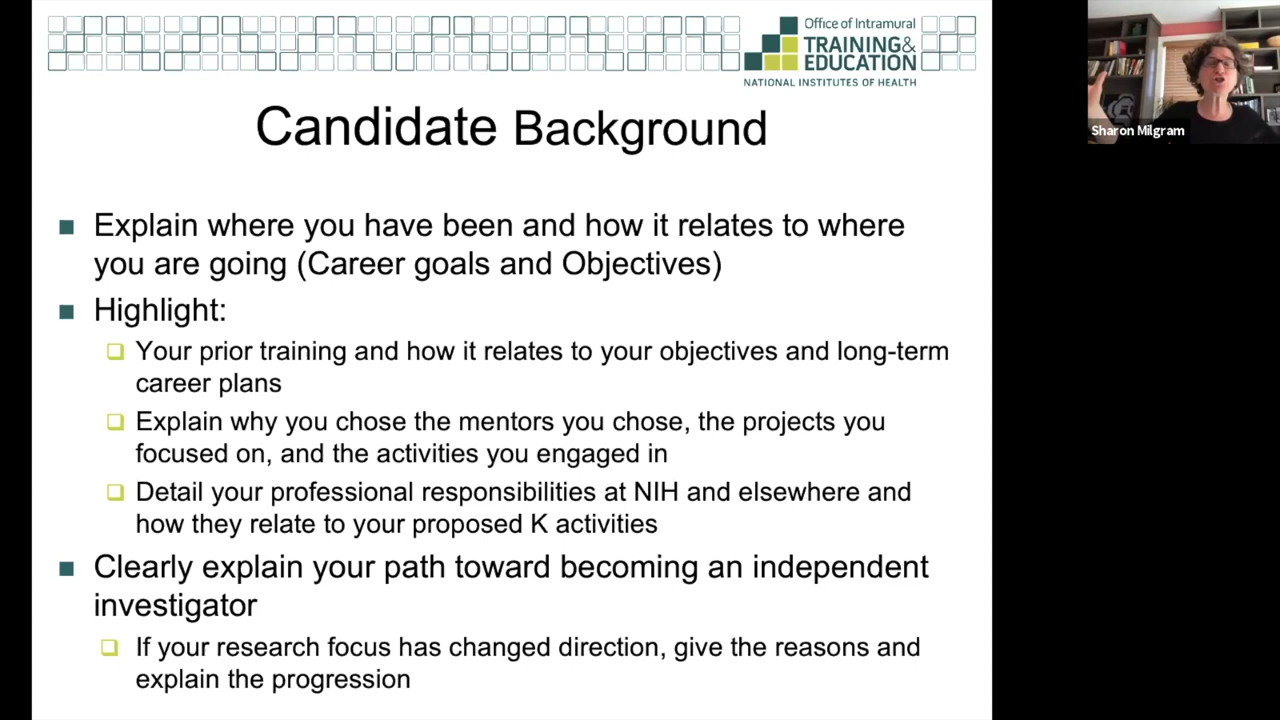 Office of Intramural
TRAINING&
EDUCATION
NATIONAL INSTITUTES OF HEALTH
Sharon Milgram
Candidate Background
Explain where you have been and how it relates to where
you are going (Career goals and Objectives)
Highlight:
Your prior training and how it relates to your objectives and long-term
career plans
Explain why you chose the mentors you chose, the projects you
focused on, and the activities you engaged in
Detail your professional responsibilities at NIH and elsewhere and
how they relate to your proposed K activities
Clearly explain your path toward becoming an independent
investigator
If your research focus has changed direction, give the reasons and
explain the progression